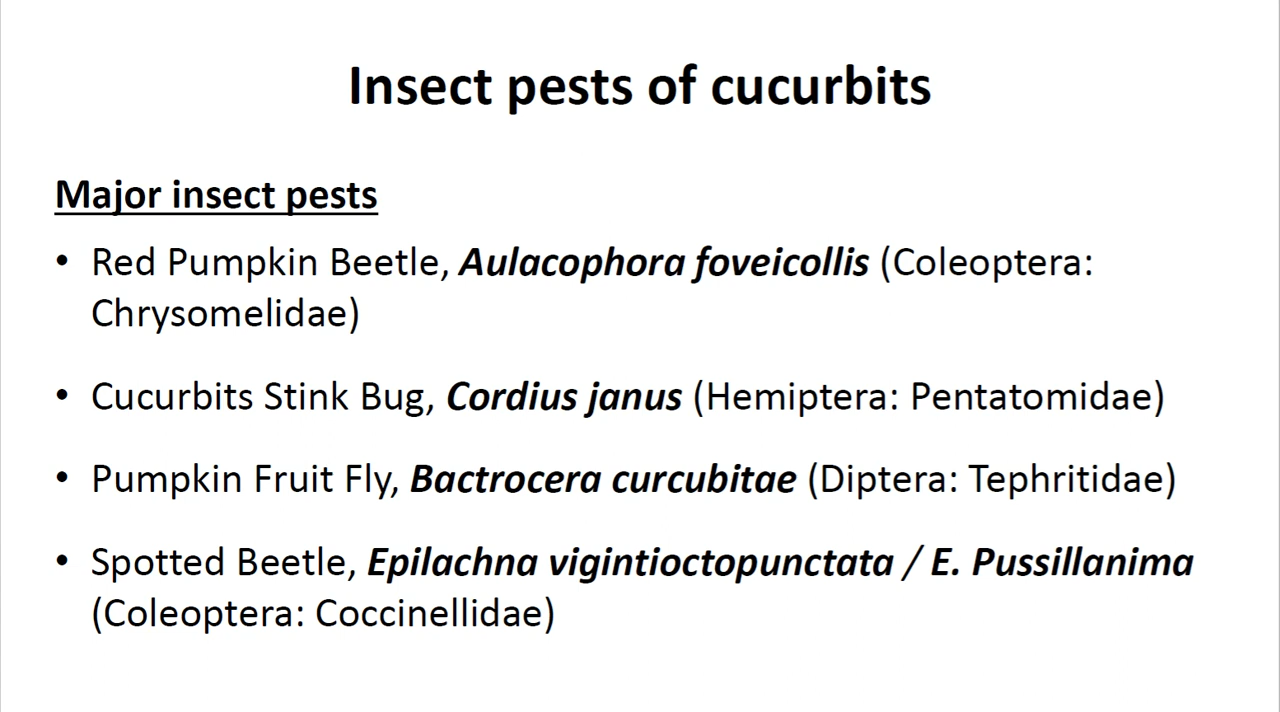 Insect pests of cucurbits
Major insect pests
• Red Pumpkin Beetle, Aulacophora foveicollis (Coleoptera:
Chrysomelidae)
• Cucurbits Stink Bug, Cordius janus (Hemiptera: Pentatomidae)
• Pumpkin Fruit Fly, Bactrocera curcubitae (Diptera: Tephritidae)
• Spotted Beetle, Epilachna vigintioctopunctata / E. Pussillanima
(Coleoptera: Coccinellidae)